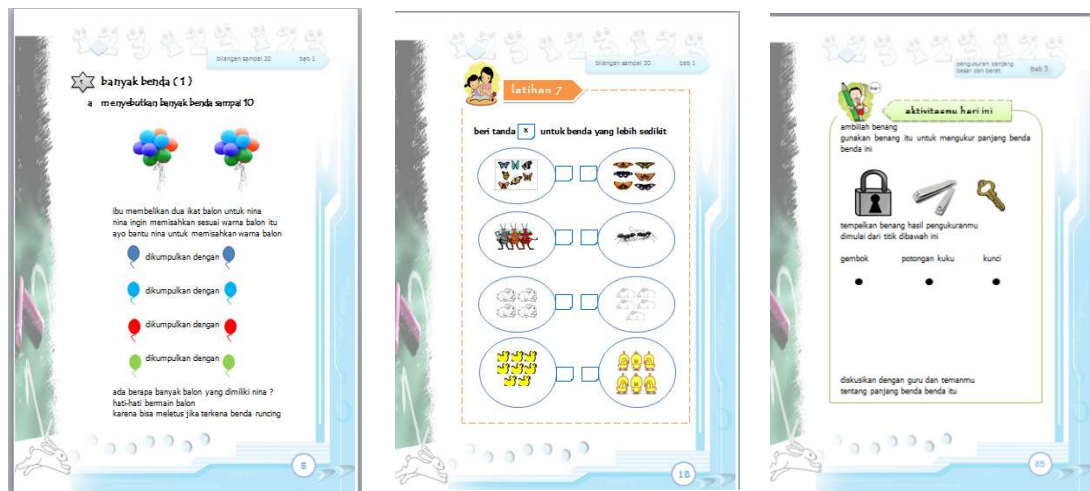 bilangan sampai 20 bab 1
1 banyak benda ( 1 )
a menyebutkan banyak benda sampai 10
ibu membelikan dua ikat balon untuk nina
nina ingin memisahkan sesuai warna balon itu
ayo bantu nina untuk memisahkan warna balon
dikumpulkan dengan
dikumpulkan dengan
dikumpulkan dengan
dikumpulkan dengan
ada berapa banyak balon yang dimiliki nina ?
hati-hati bermain balon
karena bisa meletus jika terkena benda runcing
5
bilangan sampai 20 bab 1
latihan 7
beri tanda x untuk benda yang lebih sedikit
16
pengukuran panjang
besar dan berat bab 3
aktivitasmu hari ini
ambillah benang
gunakan benang itu untuk mengukur panjang benda
benda ini
tempelkan benang hasil pengukuranmu
dimulai dari titik dibawah ini
gembok potongan kuku kunci
diskusikan dengan guru dan temanmu
tentang panjang benda benda itu
65